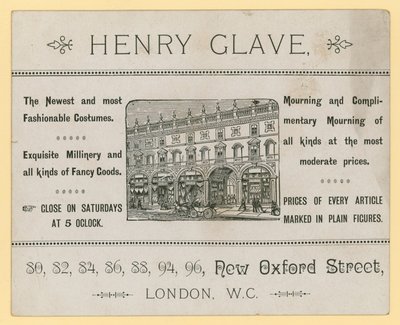 HENRY GLAVE,
The Newest and most
Fashionable Costumes.
Exquisite Millinery and
all kinds of Fancy Goods.
☞ CLOSE ON SATURDAYS
AT 5 OCLOCK.
Mourning and Compli-
mentary Mourning of
all kinds at the most
moderate prices.
PRICES OF EVERY ARTICLE
MARKED IN PLAIN FIGURES.
80, 82, 84, 86, 88, 94, 96, New Oxford Street,
LONDON, W.C.